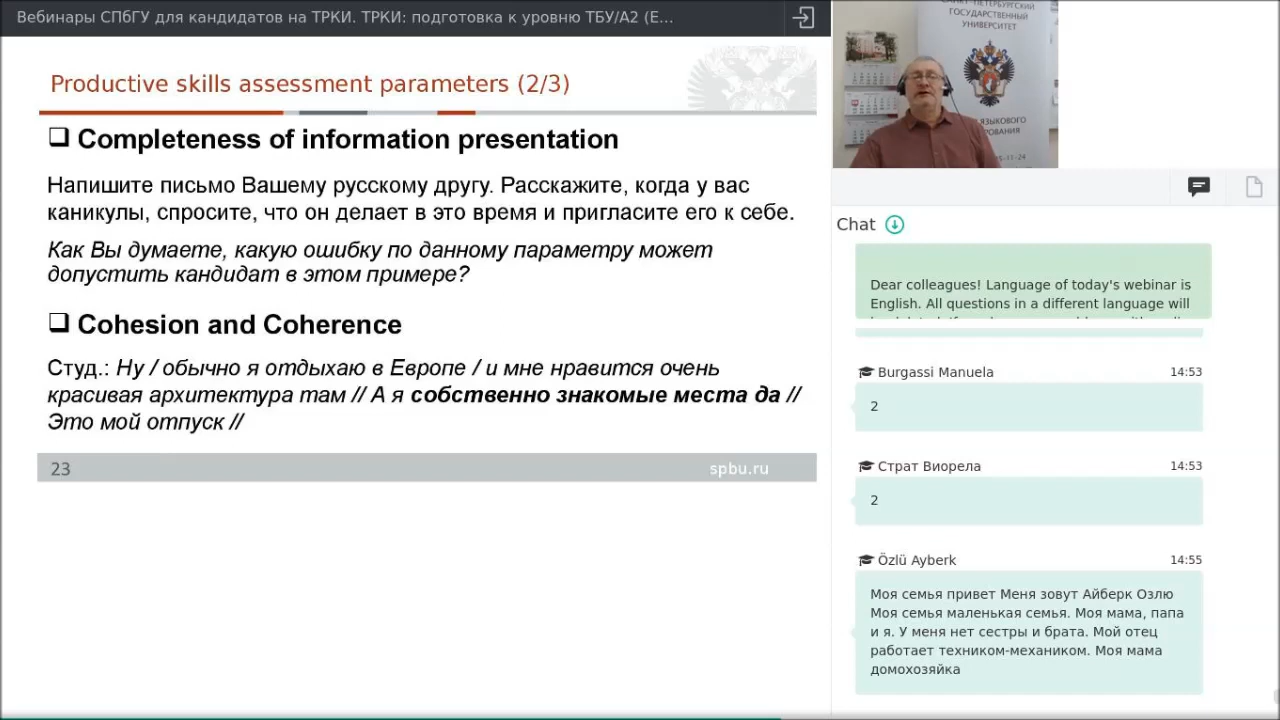 Вебинары СПбГУ для кандидатов на ТРКИ. ТРКИ: подготовка к уровню ТБУ/А2 (Е...
Productive skills assessment parameters (2/3)
Completeness of information presentation
Напишите письмо Вашему русскому другу. Расскажите, когда у вас
каникулы, спросите, что он делает в это время и пригласите его к себе.
Как Вы думаете, какую ошибку по данному параметру может
допустить кандидат в этом примере?
Cohesion and Coherence
Студ.: Ну / обычно я отдыхаю в Европе / и мне нравится очень
красивая архитектура там // А я собственно знакомые места да //
Это мой отпуск //
23
spbu.ru
ГОСУДАРСТВЕННЫЙ
УНИВЕРСИТЕТ
ЯЗЫКОВОГО
Chat
Dear colleagues! Language of today's webinar is
English. All questions in a different language will
Burgassi Manuela 14:53
2
Страт Виорела 14:53
2
Özlü Ayberk 14:55
Моя семья привет Меня зовут Айберк Озлю
Моя семья маленькая семья. Моя мама, папа
и я. У меня нет сестры и брата. Мой отец
работает техником-механиком. Моя мама
домохозяйка